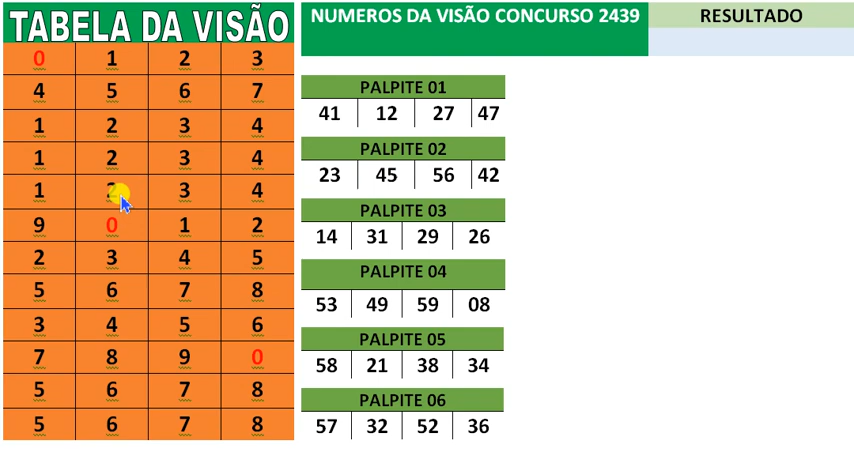 TABELA DA VISÃO
0 1 2 3
4 5 6 7
1 2 3 4
1 2 3 4
1 2 3 4
9 0 1 2
2 3 4 5
5 6 7 8
3 4 5 6
7 8 9 0
5 6 7 8
5 6 7 8
NUMEROS DA VISÃO CONCURSO 2439
RESULTADO
PALPITE 01
41 12 27 47
PALPITE 02
23 45 56 42
PALPITE 03
14 31 29 26
PALPITE 04
53 49 59 08
PALPITE 05
58 21 38 34
PALPITE 06
57 32 52 36